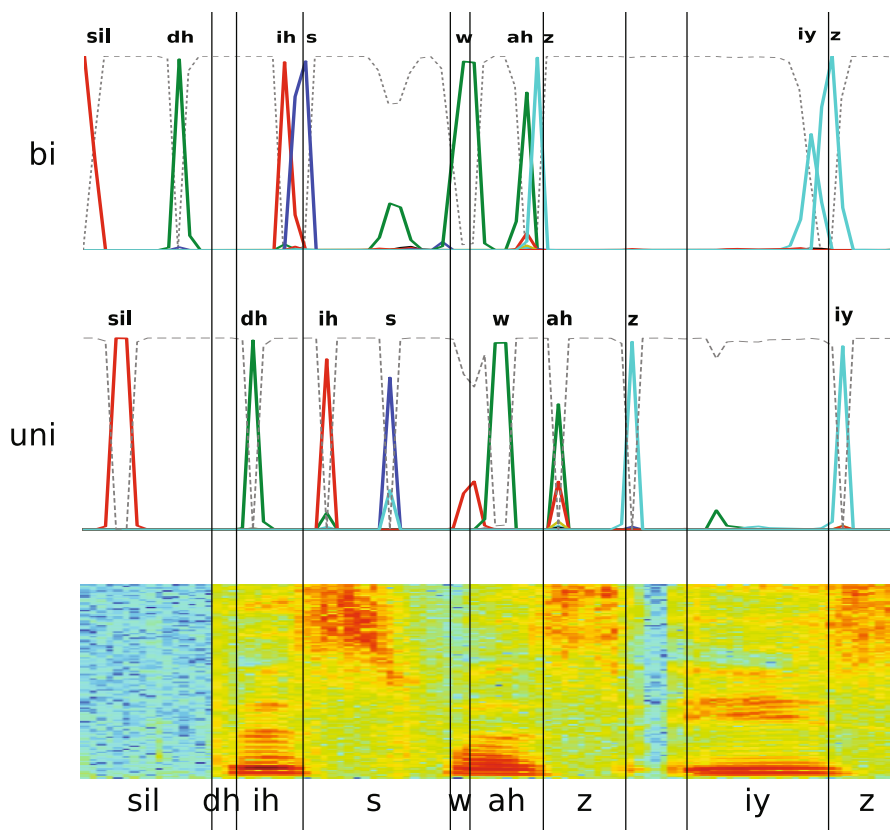 sil dh ih s w ah z iy z
bi
sil dh ih s w ah z iy
uni
sil dh ih s w ah z iy z